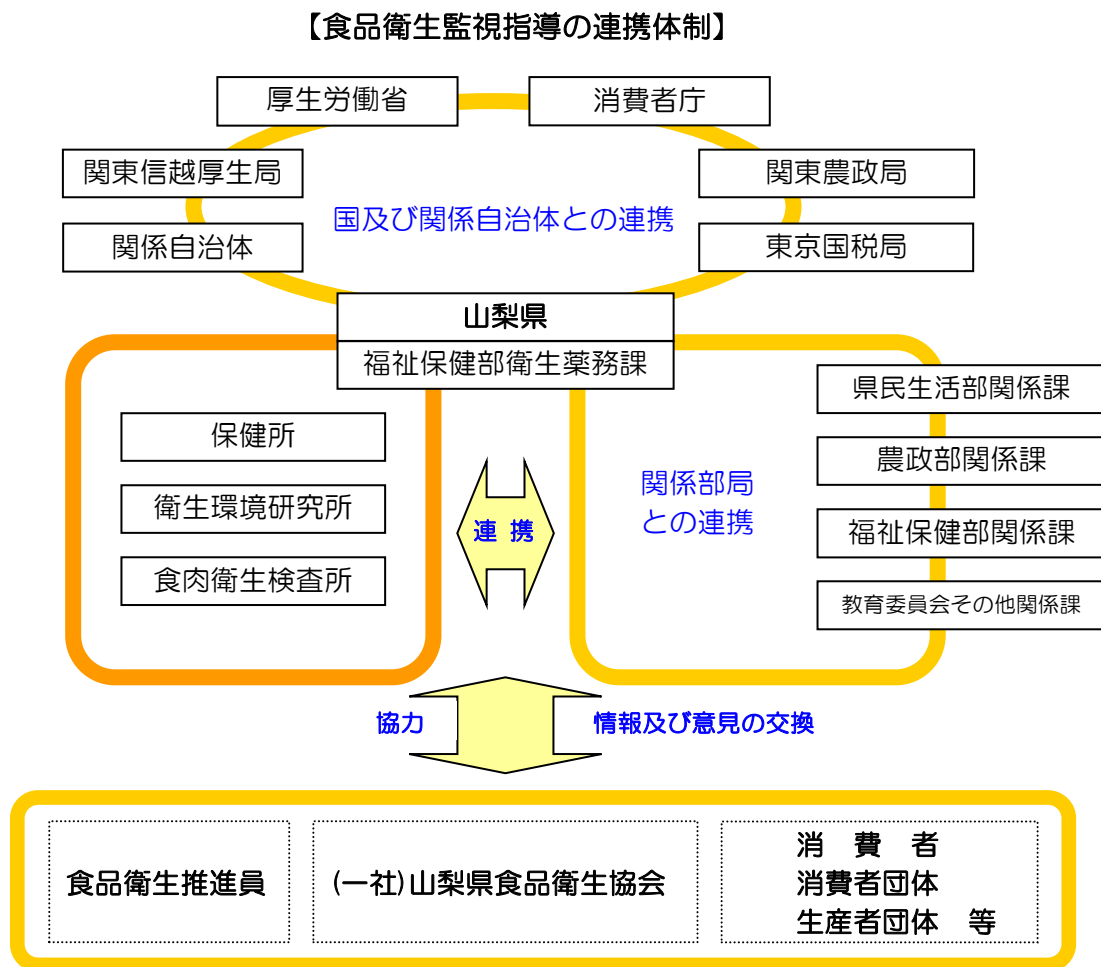 【食品衛生監視指導の連携体制】
厚生労働省
消費者庁
関東信越厚生局
関東農政局
国及び関係自治体との連携
関係自治体
東京国税局
山梨県
福祉保健部衛生薬務課
保健所
衛生環境研究所
食肉衛生検査所
連 携
関係部局
との連携
県民生活部関係課
農政部関係課
福祉保健部関係課
教育委員会その他関係課
協力
情報及び意見の交換
食品衛生推進員
(一社)山梨県食品衛生協会
消　費　者
消費者団体
生産者団体　等